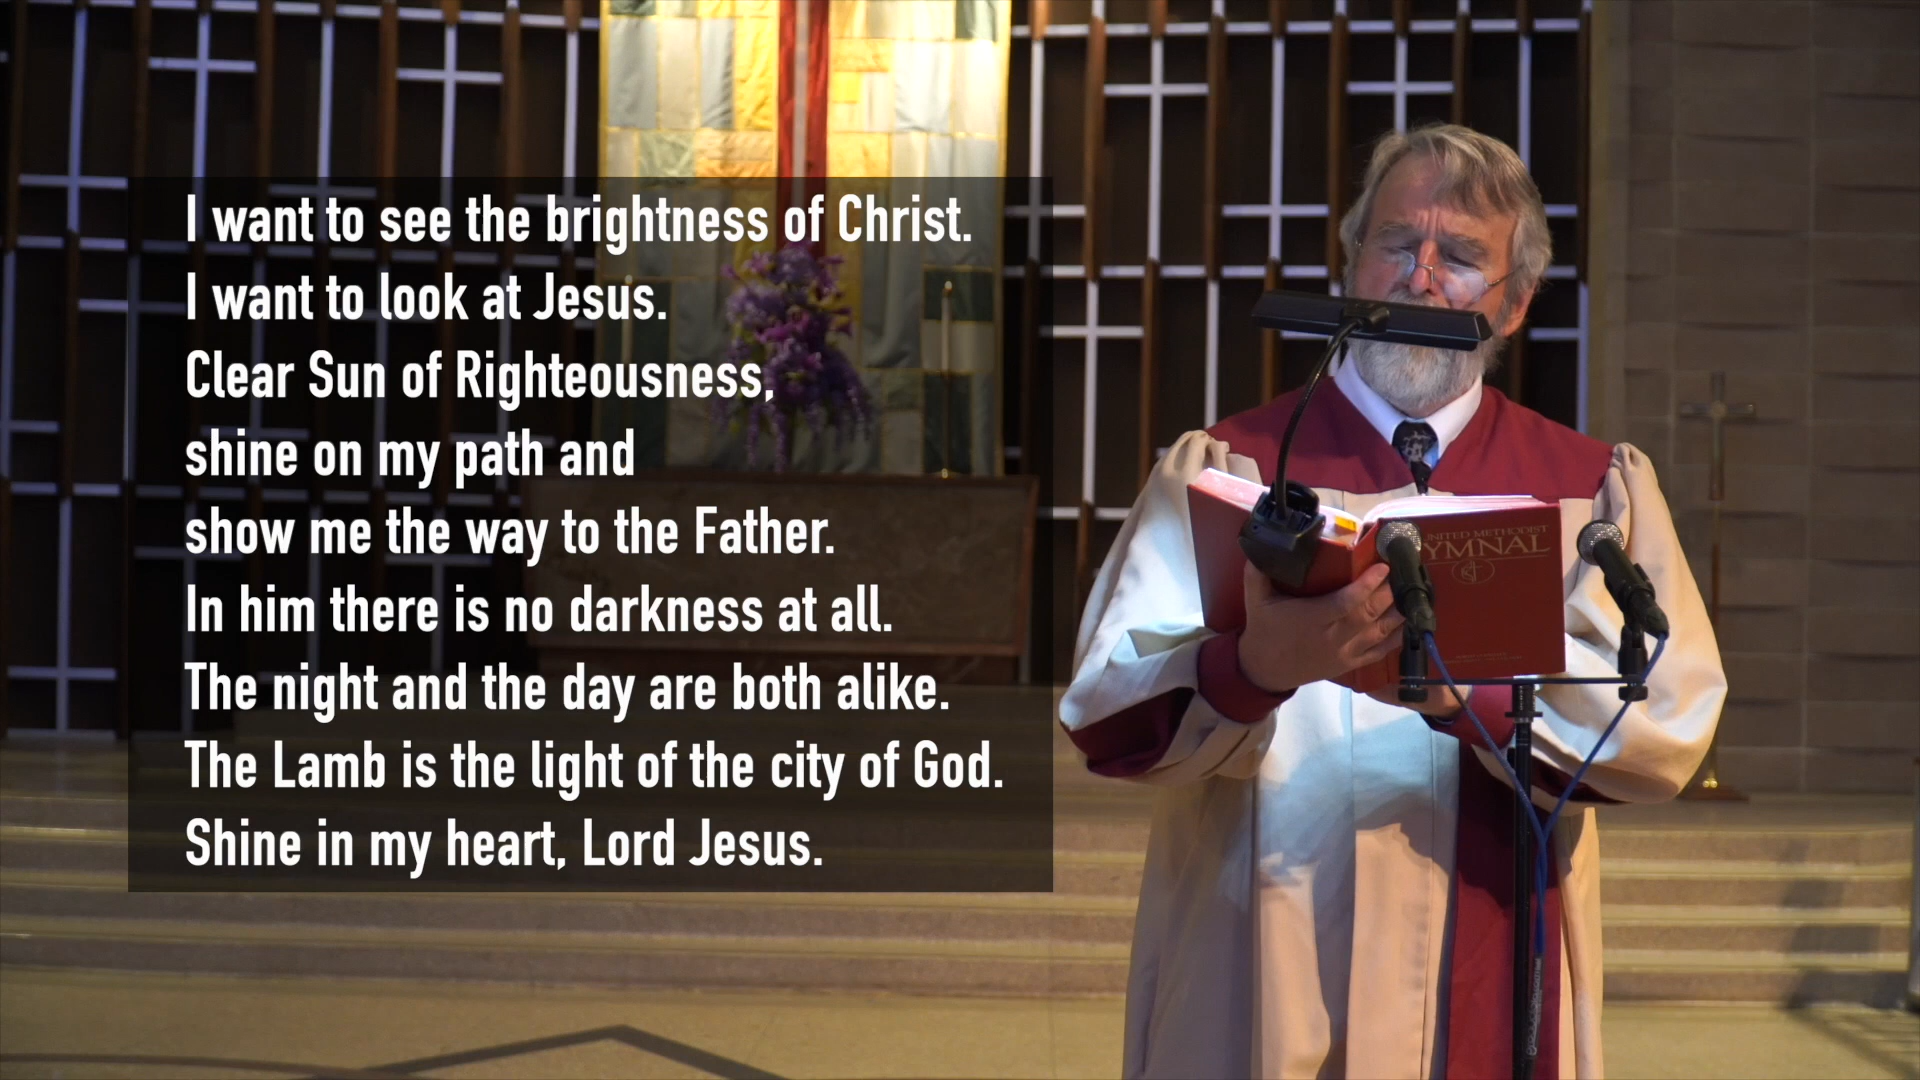 I want to see the brightness of Christ.
I want to look at Jesus.
Clear Sun of Righteousness,
shine on my path and
show me the way to the Father.
In him there is no darkness at all.
The night and the day are both alike.
The Lamb is the light of the city of God.
Shine in my heart, Lord Jesus.
UNITED METHODIST
HYMNAL